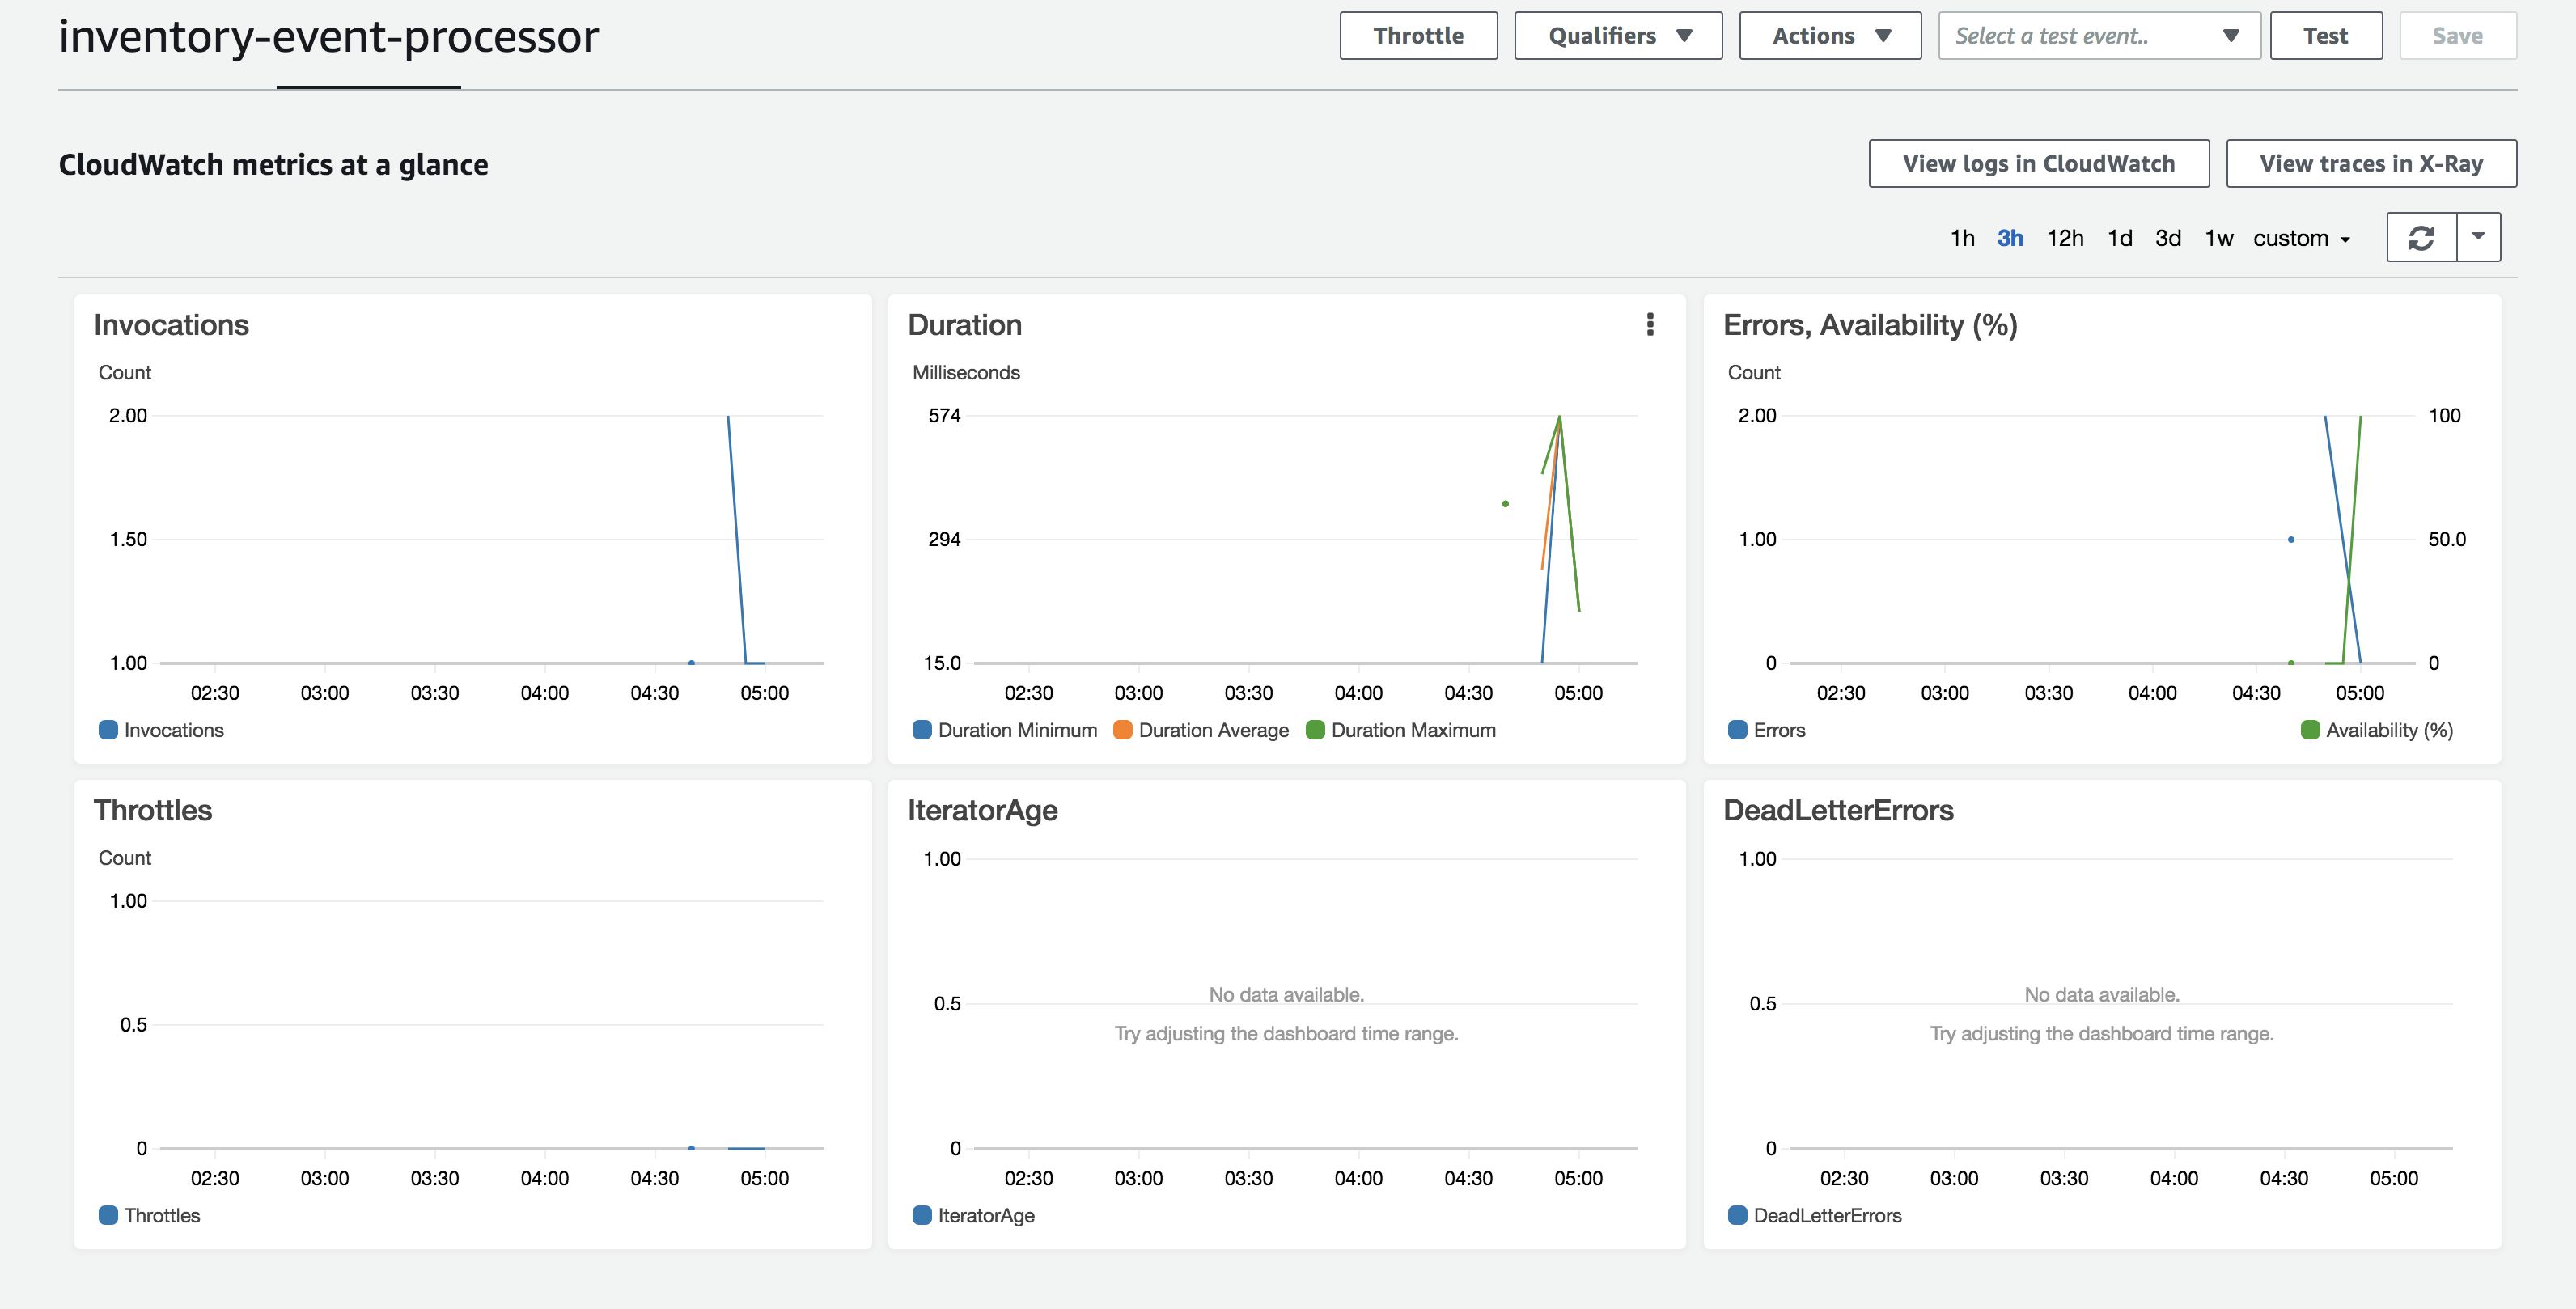 inventory-event-processor
Throttle Qualifiers Actions Select a test event.. Test Save
CloudWatch metrics at a glance
View logs in CloudWatch View traces in X-Ray
1h 3h 12h 1d 3d 1w custom
Invocations
Count
2.00
1.50
1.00
02:30 03:00 03:30 04:00 04:30 05:00
Invocations
Duration
Milliseconds
574
294
15.0
02:30 03:00 03:30 04:00 04:30 05:00
Duration Minimum Duration Average Duration Maximum
Errors, Availability (%)
Count
2.00 100
1.00 50.0
0 0
02:30 03:00 03:30 04:00 04:30 05:00
Errors Availability (%)
Throttles
Count
1.00
0.5
0
02:30 03:00 03:30 04:00 04:30 05:00
Throttles
IteratorAge
1.00
No data available.
0.5
Try adjusting the dashboard time range.
0
02:30 03:00 03:30 04:00 04:30 05:00
IteratorAge
DeadLetterErrors
1.00
No data available.
0.5
Try adjusting the dashboard time range.
0
02:30 03:00 03:30 04:00 04:30 05:00
DeadLetterErrors